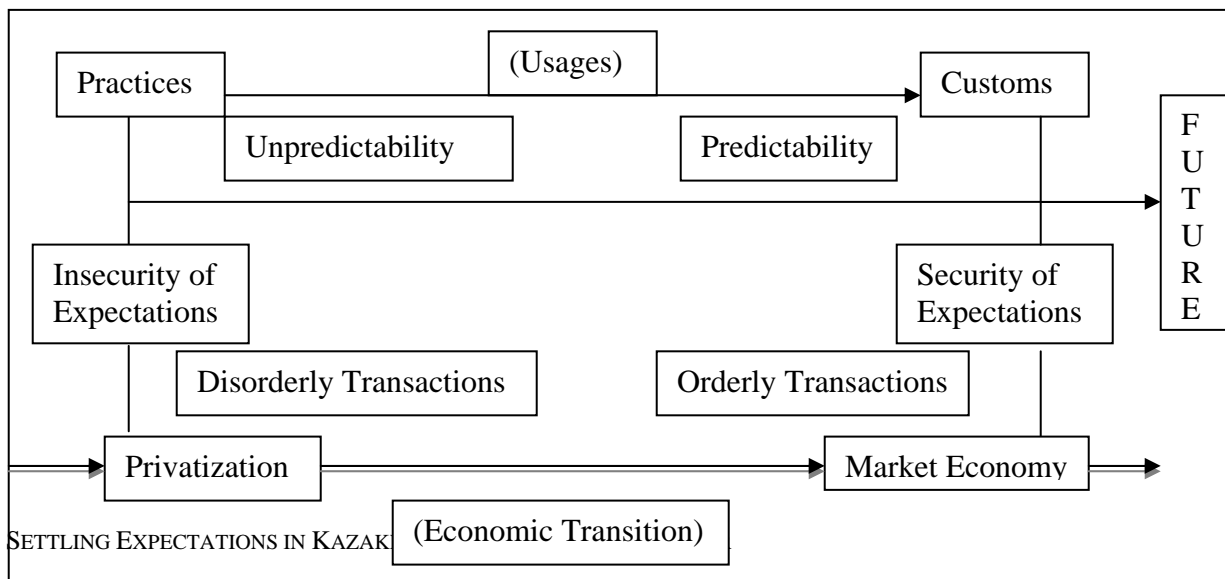 (Usages)
Practices
Customs
Unpredictability
Predictability
F
U
T
U
R
E
Insecurity of
Expectations
Security of
Expectations
Disorderly Transactions
Orderly Transactions
Privatization
Market Economy
(Economic Transition)
SETTLING EXPECTATIONS IN